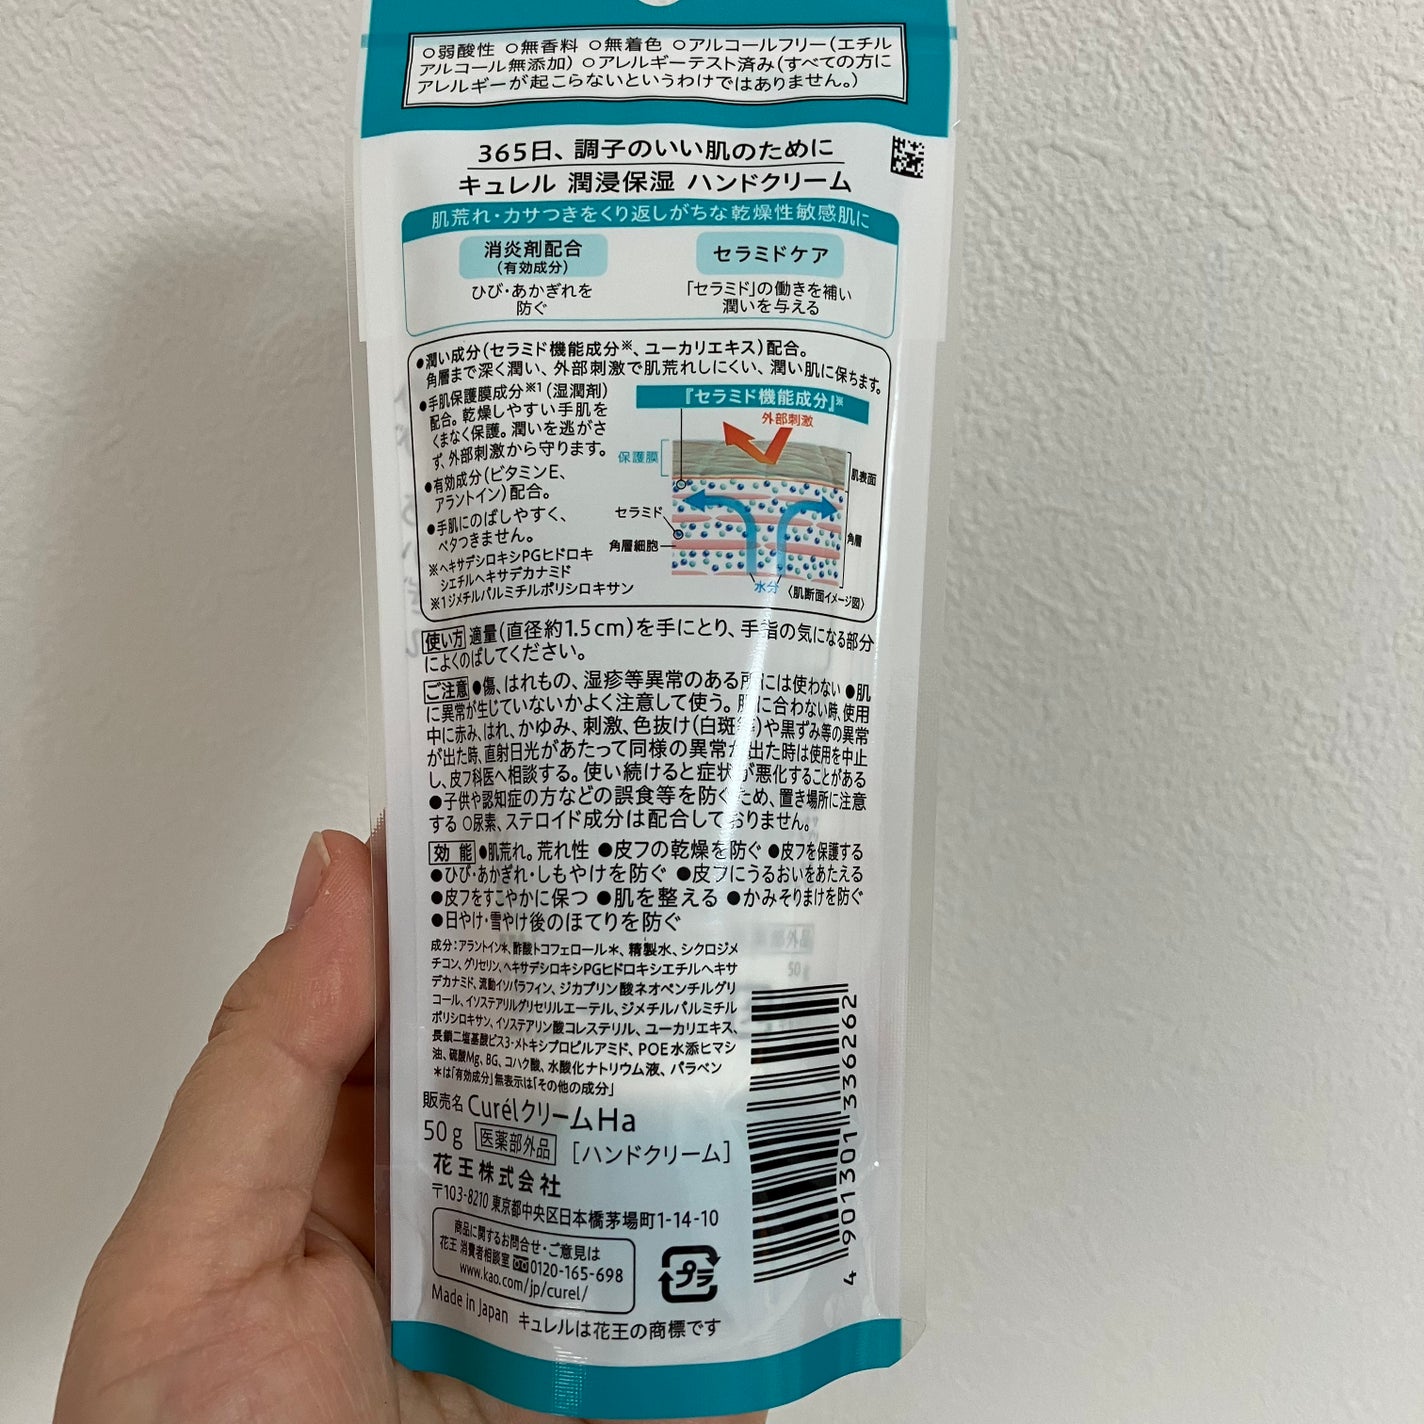 ○弱酸性 ○無香料 ○無着色 ○アルコールフリー(エチル
アルコール無添加) ○アレルギーテスト済み(すべての方に
アレルギーが起こらないというわけではありません。)
365日、調子のいい肌のために
キュレル 潤浸保湿 ハンドクリーム
肌荒れ・カサつきをくり返しがちな乾燥性敏感肌に
消炎剤配合
(有効成分)
ひび・あかぎれを
防ぐ
セラミドケア
「セラミド」の働きを補い
潤いを与える
●潤い成分(セラミド機能成分※、ユーカリエキス)配合。
角層まで深く潤い、外部刺激で肌荒れしにくい、潤い肌に保ちます。
●手肌保護膜成分※1(湿潤剤)
配合。乾燥しやすい手肌を
くまなく保護。潤いを逃がさ
ず、外部刺激から守ります。
●有効成分(ビタミンE、
アラントイン)配合。
●手肌にのばしやすく、
ベタつきません。
※ヘキサデシロキシPGヒドロキ
シエチルヘキサデカナミド
※1ジメチルパルミチルポリシロキサン
『セラミド機能成分』※
外部刺激
保護膜
肌表面
セラミド
角層細胞
角層
水分
〈肌断面イメージ図〉
使い方 適量(直径約1.5cm)を手にとり、手指の気になる部分
によくのばしてください。
ご注意 ●傷、はれもの、湿疹等異常のある所には使わない ●肌
に異常が生じていないかよく注意して使う。肌に合わない時、使用
中に赤み、はれ、かゆみ、刺激、色抜け(白斑等)や黒ずみ等の異常
が出た時、直射日光があたって同様の異常が出た時は使用を中止
し、皮フ科医へ相談する。使い続けると症状が悪化することがある
●子供や認知症の方などの誤食等を防ぐため、置き場所に注意
する ○尿素、ステロイド成分は配合しておりません。
効能 ●肌荒れ。荒れ性 ●皮フの乾燥を防ぐ ●皮フを保護する
●ひび・あかぎれ・しもやけを防ぐ ●皮フにうるおいをあたえる
●皮フをすこやかに保つ ●肌を整える ●かみそりまけを防ぐ
●日やけ・雪やけ後のほてりを防ぐ
成分:アラントイン*、酢酸トコフェロール*、精製水、シクロジメ
チコン、グリセリン、ヘキサデシロキシPGヒドロキシエチルヘキサ
デカナミド、流動イソパラフィン、ジカプリン酸ネオペンチルグリ
コール、イソステアリルグリセリルエーテル、ジメチルパルミチル
ポリシロキサン、イソステアリン酸コレステリル、ユーカリエキス、
長鎖二塩基酸ビス3-メトキシプロピルアミド、POE水添ヒマシ
油、硫酸Mg、BG、コハク酸、水酸化ナトリウム液、パラベン
*は「有効成分」無表示は「その他の成分」
販売名 CurélクリームHa
50g 医薬部外品 [ハンドクリーム]
花王株式会社
〒103-8210 東京都中央区日本橋茅場町1-14-10
商品に関するお問合せ・ご意見は
花王 消費者相談室 0120-165-698
www.kao.com/jp/curel/
プラ
Made in Japan キュレルは花王の商標です
4 901301 336262